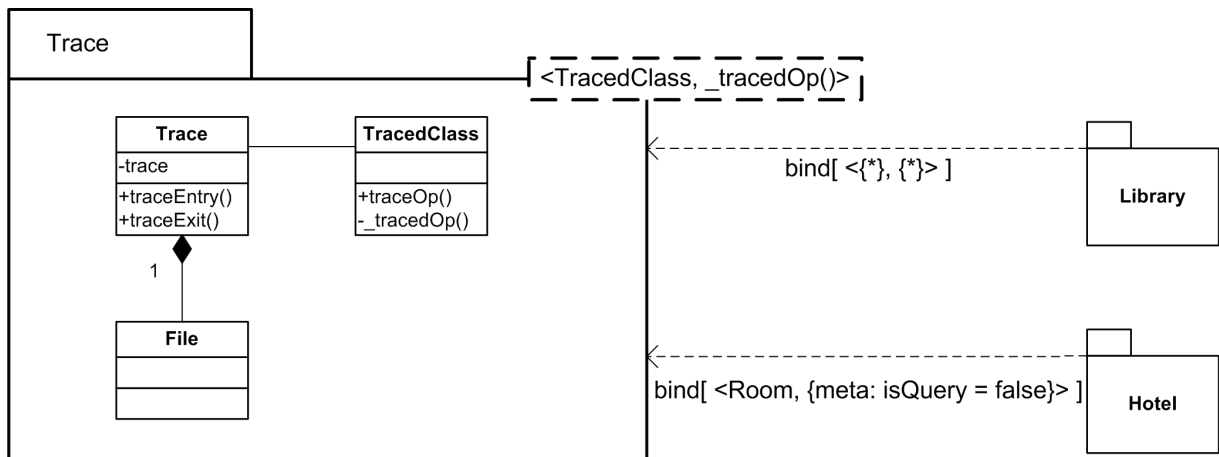 Trace
<TracedClass, _tracedOp()>
Trace
-trace
+traceEntry()
+traceExit()
TracedClass
+traceOp()
-_tracedOp()
1
File
bind[ <{*}, {*}> ]
Library
bind[ <Room, {meta: isQuery = false}> ]
Hotel